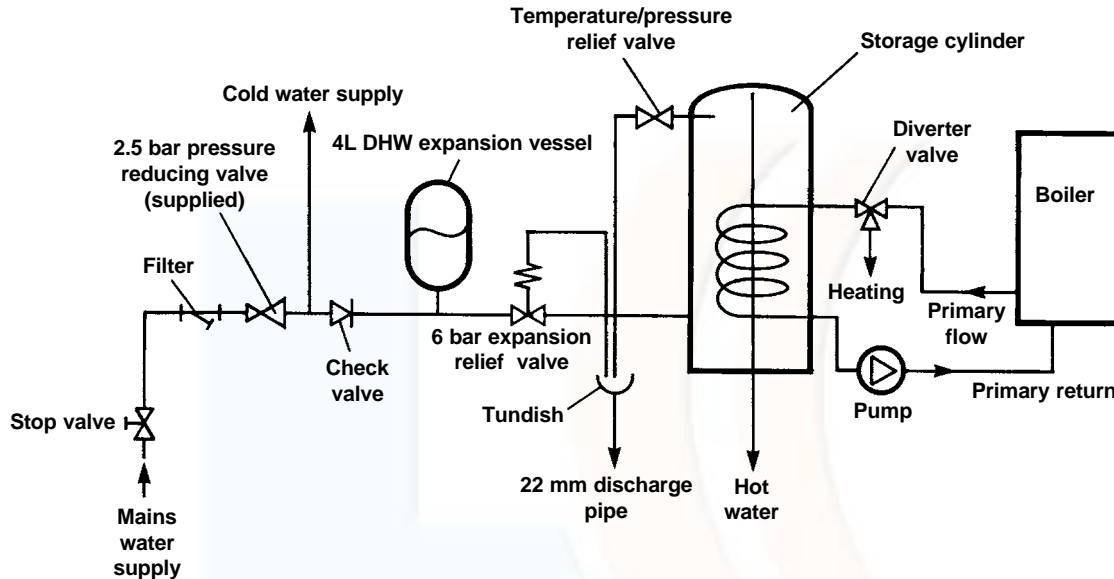 Temperature/pressure
relief valve
Storage cylinder
Cold water supply
2.5 bar pressure
reducing valve
(supplied)
4L DHW expansion vessel
Diverter
valve
Boiler
Filter
Heating
Primary
flow
6 bar expansion
relief valve
Check
valve
Primary return
Pump
Stop valve
Tundish
22 mm discharge
pipe
Hot
water
Mains
water
supply